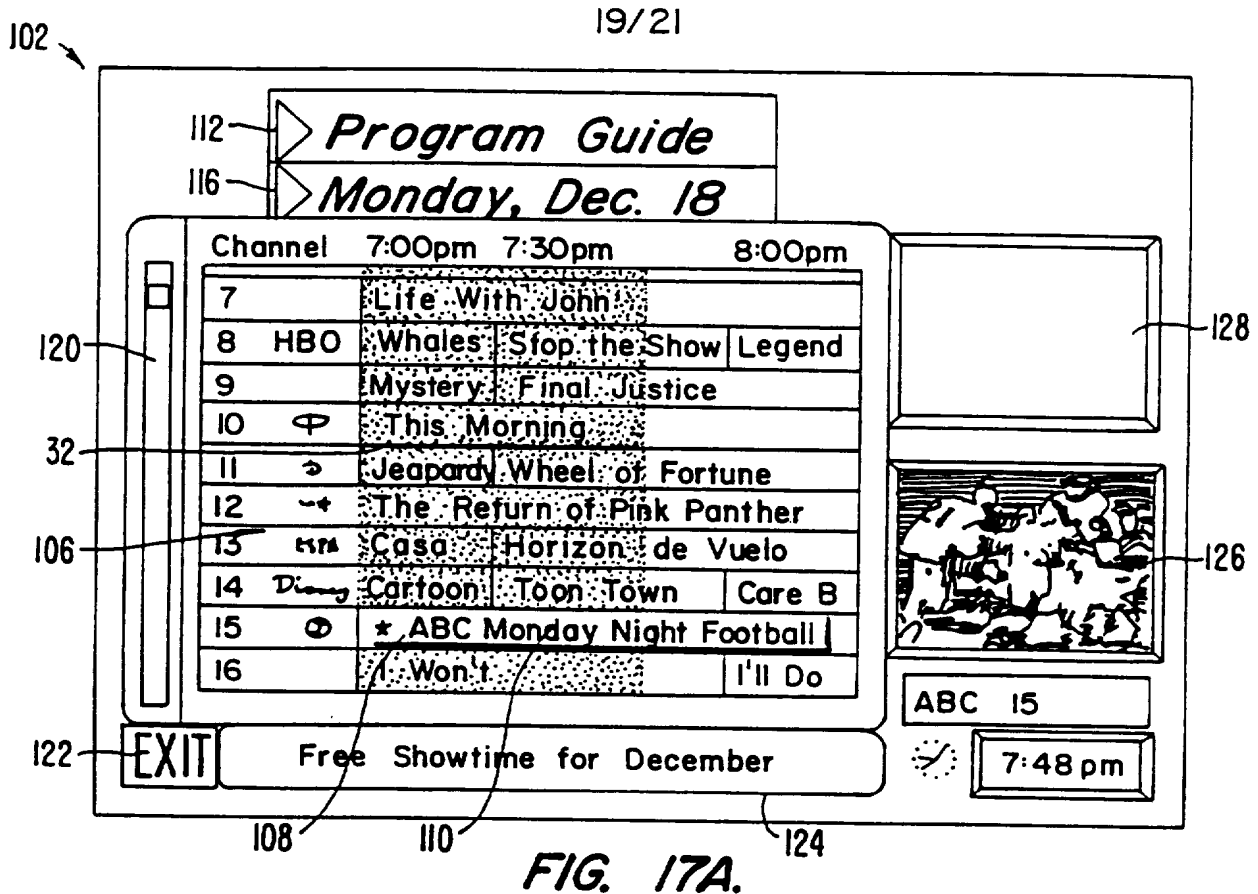 19/21
102
112 Program Guide
116 Monday, Dec. 18
Channel 7:00pm 7:30pm 8:00pm
7 Life With John
8 HBO Whales Stop the Show Legend
128
120
9 Mystery Final Justice
10 This Morning
32
11 Jeapardy Wheel of Fortune
12 The Return of Pink Panther
106
13 Casa Horizon de Vuelo
126
14 Disney Cartoon Toon Town Care B
15 * ABC Monday Night Football
16 I Won't I'll Do
ABC 15
122 EXIT Free Showtime for December 7:48 pm
108 110 124
FIG. 17A.